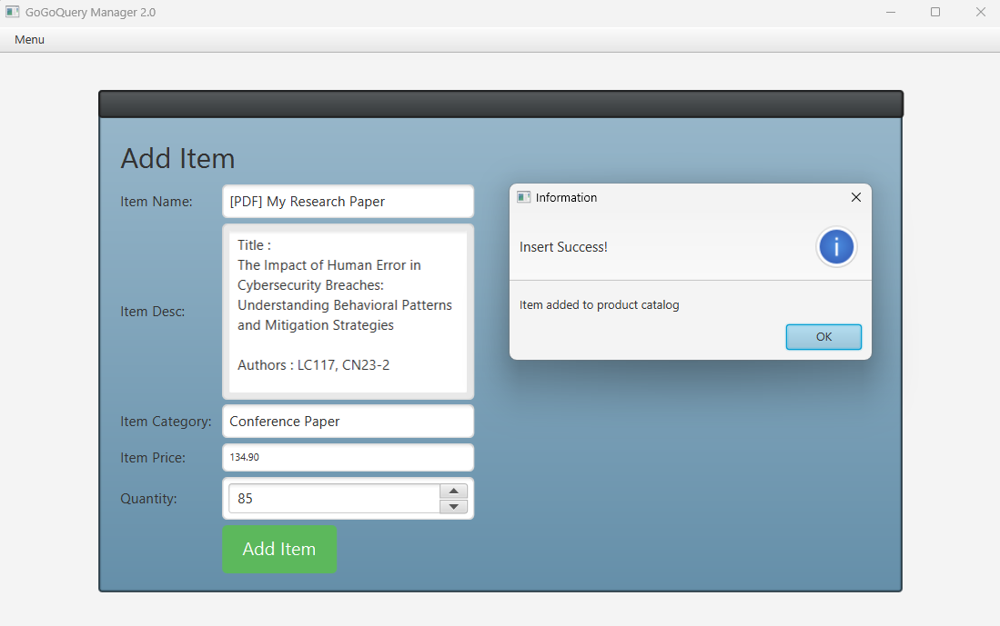 GoGoQuery Manager 2.0
Menu
Add Item
Item Name:
[PDF] My Research Paper
Item Desc:
Title :
The Impact of Human Error in
Cybersecurity Breaches:
Understanding Behavioral Patterns
and Mitigation Strategies
Authors : LC117, CN23-2
Item Category:
Conference Paper
Item Price:
134.90
Quantity:
85
Add Item
Information
Insert Success!
Item added to product catalog
OK